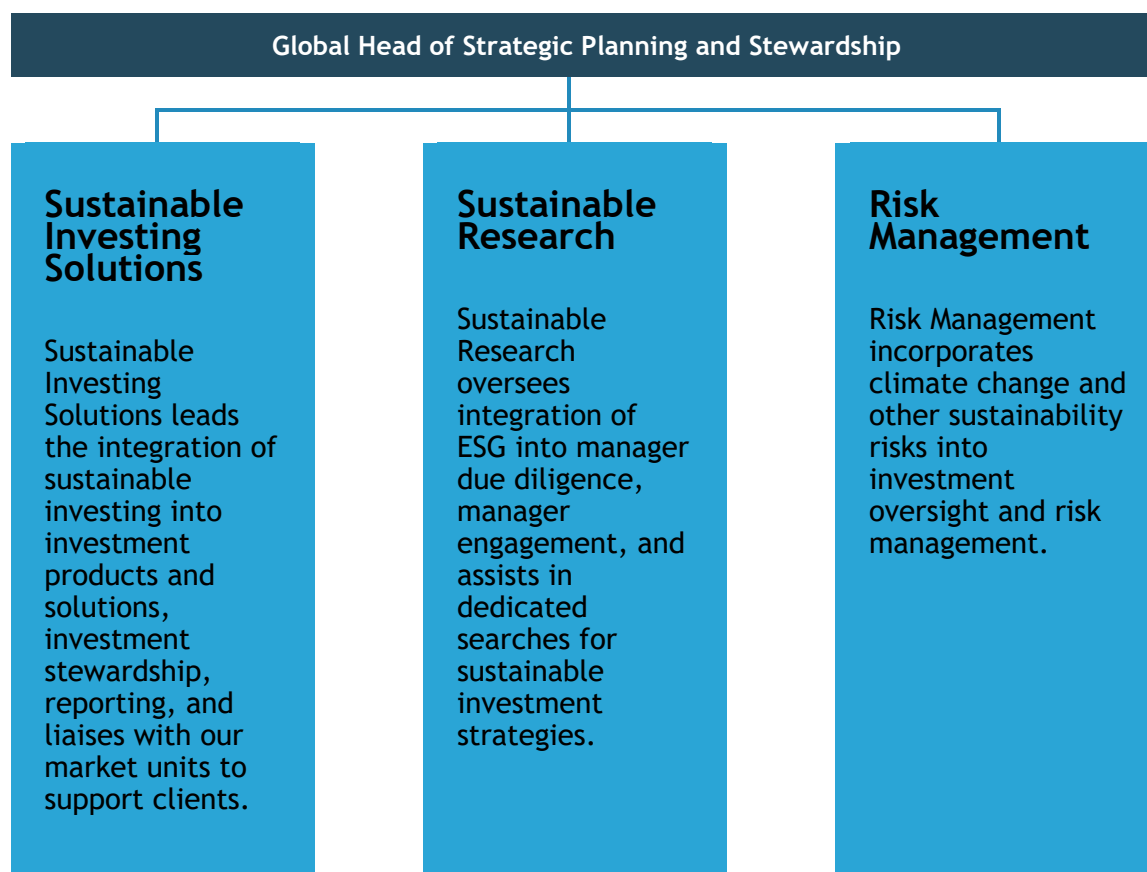 Global Head of Strategic Planning and Stewardship
Sustainable
Investing
Solutions
Sustainable
Investing
Solutions leads
the integration of
sustainable
investing into
investment
products and
solutions,
investment
stewardship,
reporting, and
liaises with our
market units to
support clients.
Sustainable
Research
Sustainable
Research
oversees
integration of
ESG into manager
due diligence,
manager
engagement, and
assists in
dedicated
searches for
sustainable
investment
strategies.
Risk
Management
Risk Management
incorporates
climate change and
other sustainability
risks into
investment
oversight and risk
management.